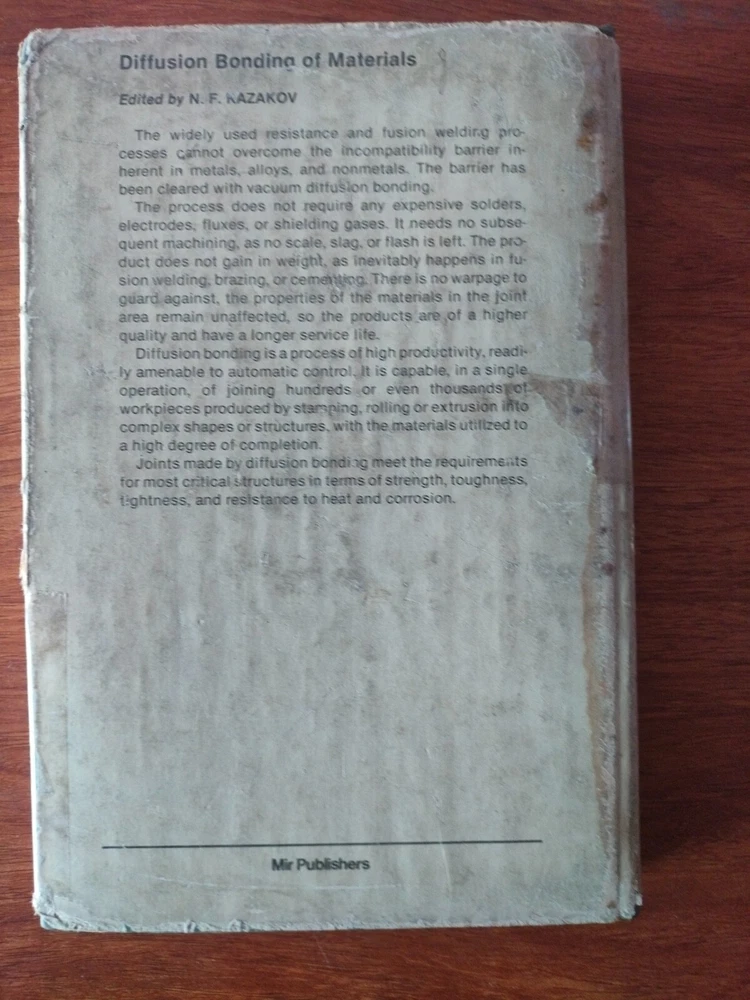 Diffusion Bonding of Materials
Edited by N. F. KAZAKOV
The widely used resistance and fusion welding pro-
cesses cannot overcome the incompatibility barrier in-
herent in metals, alloys, and nonmetals. The barrier has
been cleared with vacuum diffusion bonding.
The process does not require any expensive solders,
electrodes, fluxes, or shielding gases. It needs no subse-
quent machining, as no scale, slag, or flash is left. The pro-
duct does not gain in weight, as inevitably happens in fu-
sion welding, brazing, or cementing. There is no warpage to
guard against, the properties of the materials in the joint
area remain unaffected, so the products are of a higher
quality and have a longer service life.
Diffusion bonding is a process of high productivity, readi-
ly amenable to automatic control. It is capable, in a single
operation, of joining hundreds or even thousands of
workpieces produced by stamping, rolling or extrusion into
complex shapes or structures, with the materials utilized to
a high degree of completion.
Joints made by diffusion bonding meet the requirements
for most critical structures in terms of strength, toughness,
tightness, and resistance to heat and corrosion.
Mir Publishers